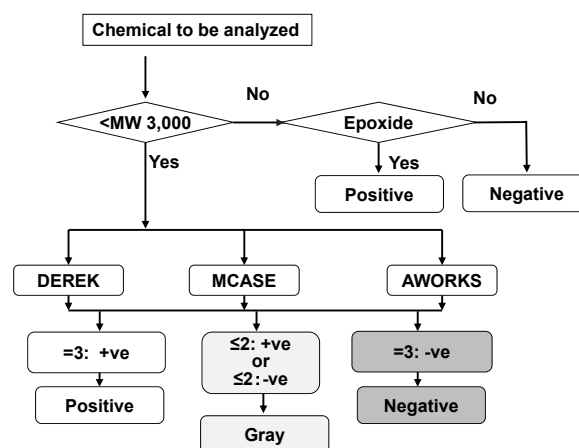 Chemical to be analyzed
No
No
<MW 3,000
Epoxide
Yes
Yes
Positive
Negative
DEREK
MCASE
AWORKS
=3: +ve
≤2: +ve
or
≤2:-ve
=3: -ve
Positive
Negative
Gray